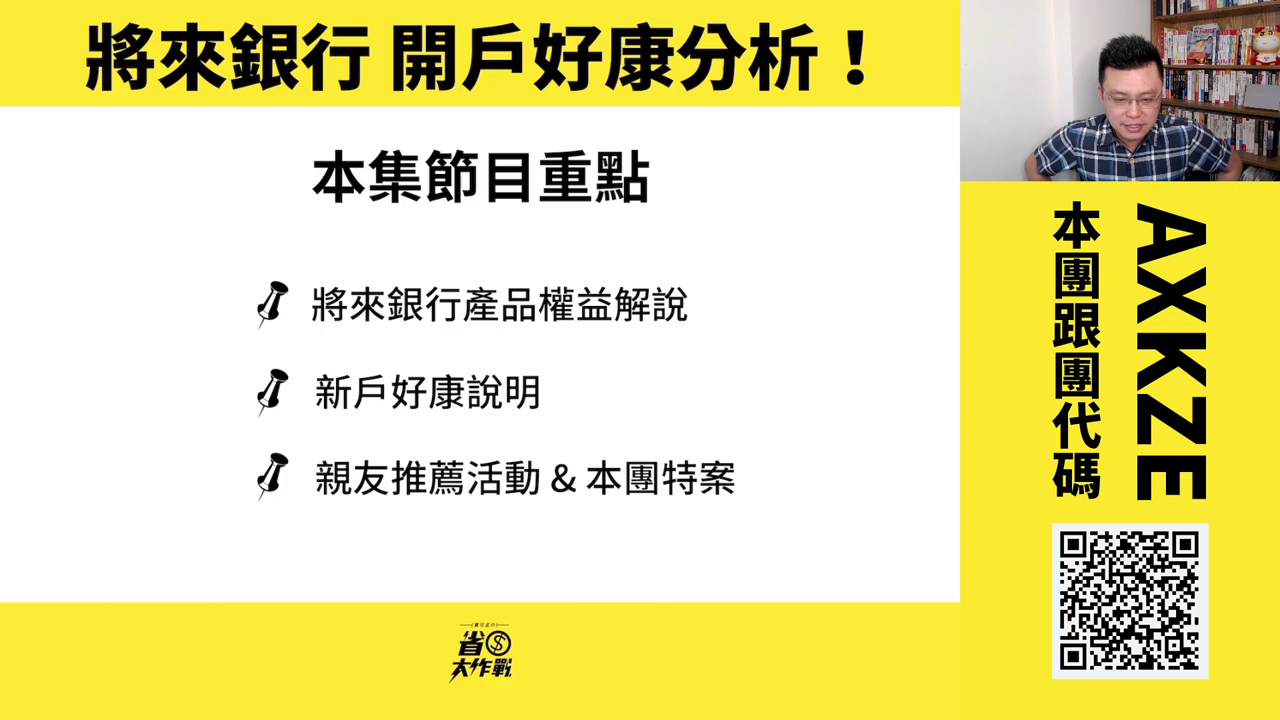 將來銀行 開戶好康分析！
本集節目重點
將來銀行產品權益解說
新戶好康說明
親友推薦活動 & 本團特案
AXKZE
本團跟團代碼
省$
大作戰